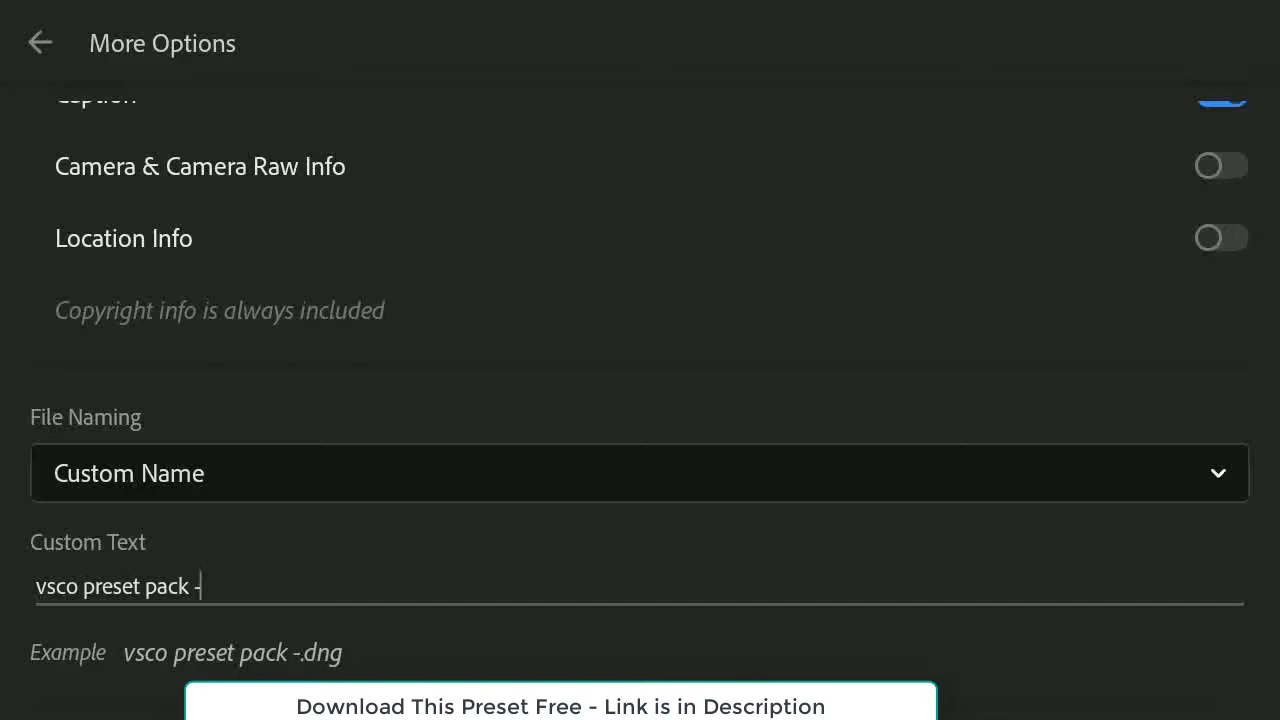 More Options
Caption
Camera & Camera Raw Info
Location Info
Copyright info is always included
File Naming
Custom Name
Custom Text
vsco preset pack -
Example vsco preset pack -.dng
Download This Preset Free - Link is in Description